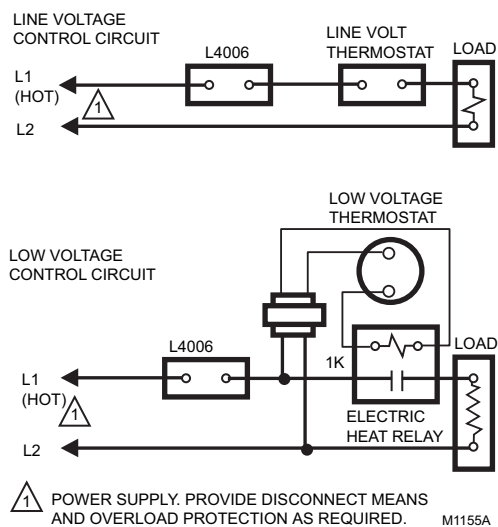 LINE VOLTAGE
CONTROL CIRCUIT
L4006
LINE VOLT
THERMOSTAT
LOAD
L1
(HOT)
1
L2
LOW VOLTAGE
THERMOSTAT
LOW VOLTAGE
CONTROL CIRCUIT
L4006
1K
LOAD
L1
(HOT)
1
ELECTRIC
HEAT RELAY
L2
1 POWER SUPPLY. PROVIDE DISCONNECT MEANS
AND OVERLOAD PROTECTION AS REQUIRED.
M1155A